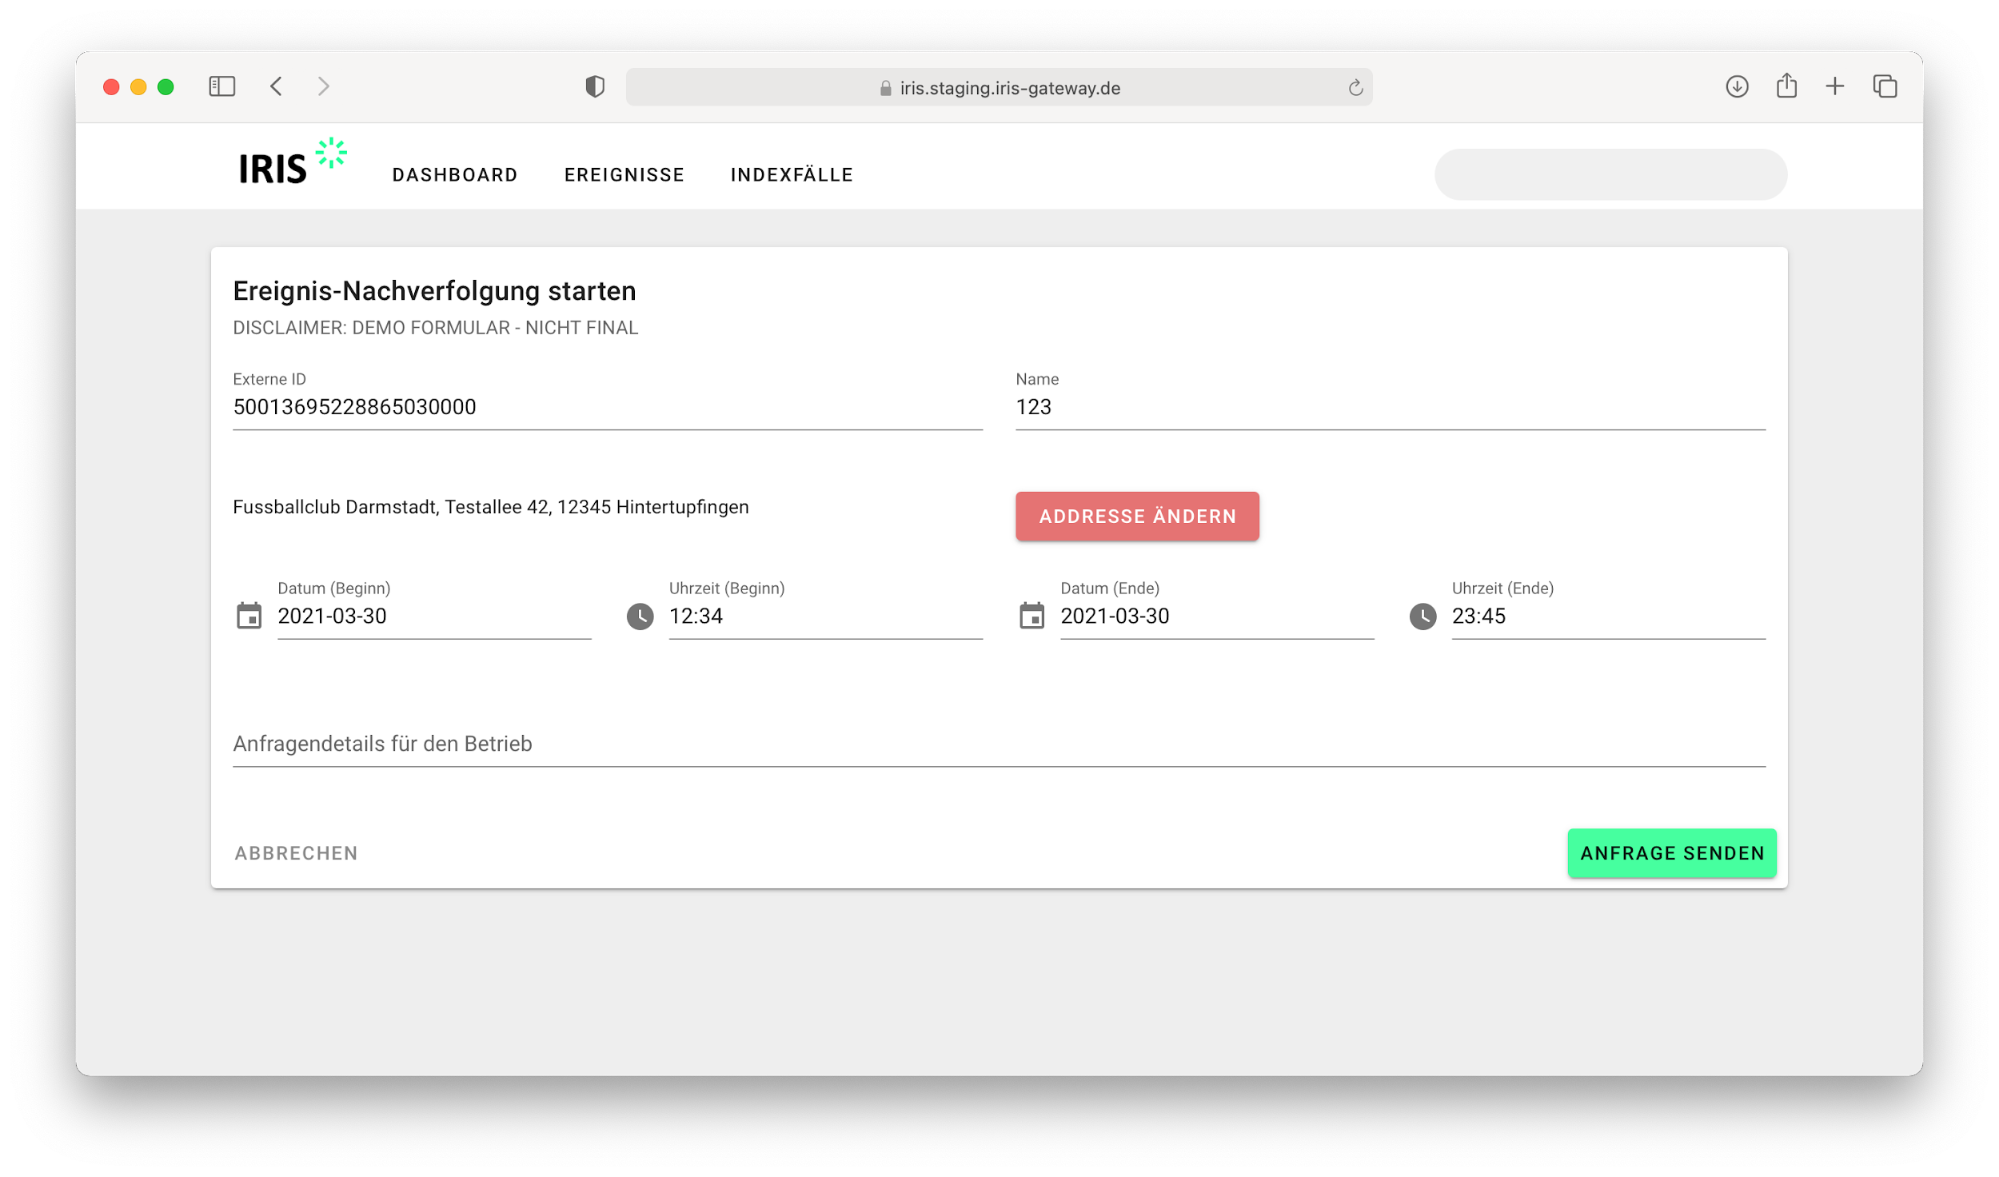 iris.staging.iris-gateway.de
IRIS DASHBOARD EREIGNISSE INDEXFÄLLE
Ereignis-Nachverfolgung starten
DISCLAIMER: DEMO FORMULAR - NICHT FINAL
Externe ID Name
50013695228865030000 123
Fussballclub Darmstadt, Testallee 42, 12345 Hintertupfingen ADDRESSE ÄNDERN
Datum (Beginn) Uhrzeit (Beginn) Datum (Ende) Uhrzeit (Ende)
2021-03-30 12:34 2021-03-30 23:45
Anfragendetails für den Betrieb
ABBRECHEN ANFRAGE SENDEN